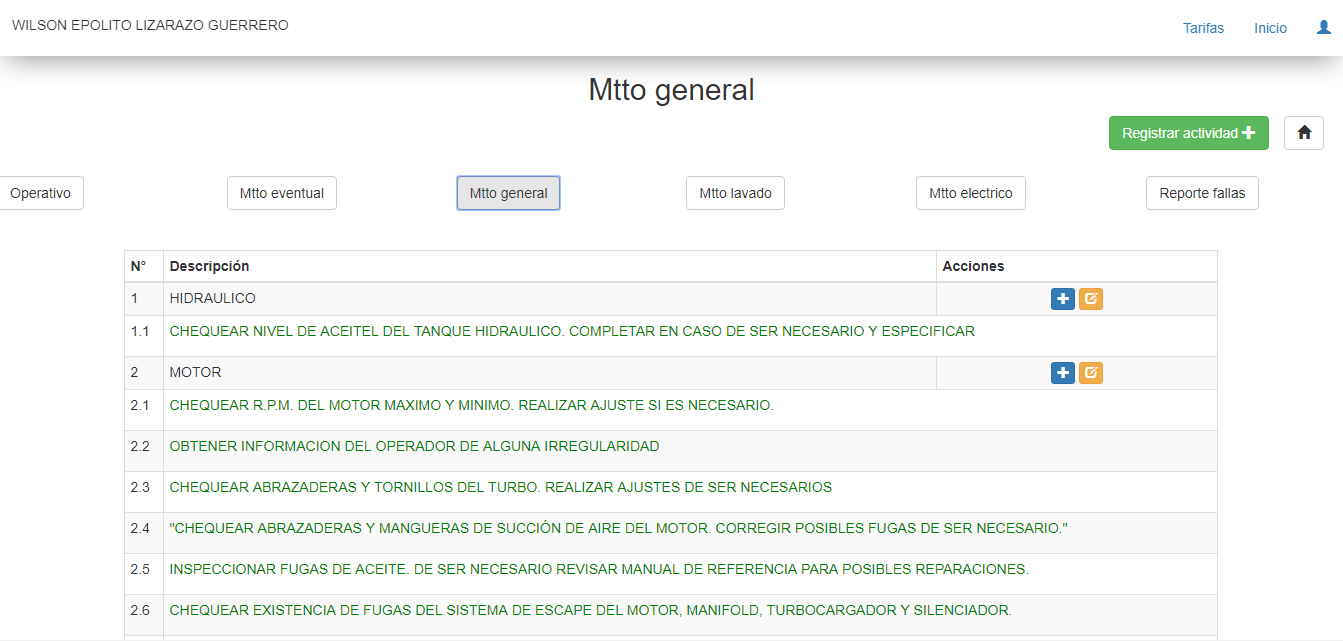 WILSON EPOLITO LIZARAZO GUERRERO
Tarifas Inicio
Mtto general
Registrar actividad
Operativo Mtto eventual Mtto general Mtto lavado Mtto electrico Reporte fallas
N° Descripción Acciones
1 HIDRAULICO
1.1 CHEQUEAR NIVEL DE ACEITEL DEL TANQUE HIDRAULICO. COMPLETAR EN CASO DE SER NECESARIO Y ESPECIFICAR
2 MOTOR
2.1 CHEQUEAR R.P.M. DEL MOTOR MAXIMO Y MINIMO. REALIZAR AJUSTE SI ES NECESARIO.
2.2 OBTENER INFORMACION DEL OPERADOR DE ALGUNA IRREGULARIDAD
2.3 CHEQUEAR ABRAZADERAS Y TORNILLOS DEL TURBO. REALIZAR AJUSTES DE SER NECESARIOS
2.4 "CHEQUEAR ABRAZADERAS Y MANGUERAS DE SUCCIÓN DE AIRE DEL MOTOR. CORREGIR POSIBLES FUGAS DE SER NECESARIO."
2.5 INSPECCIONAR FUGAS DE ACEITE. DE SER NECESARIO REVISAR MANUAL DE REFERENCIA PARA POSIBLES REPARACIONES.
2.6 CHEQUEAR EXISTENCIA DE FUGAS DEL SISTEMA DE ESCAPE DEL MOTOR, MANIFOLD, TURBOCARGADOR Y SILENCIADOR.